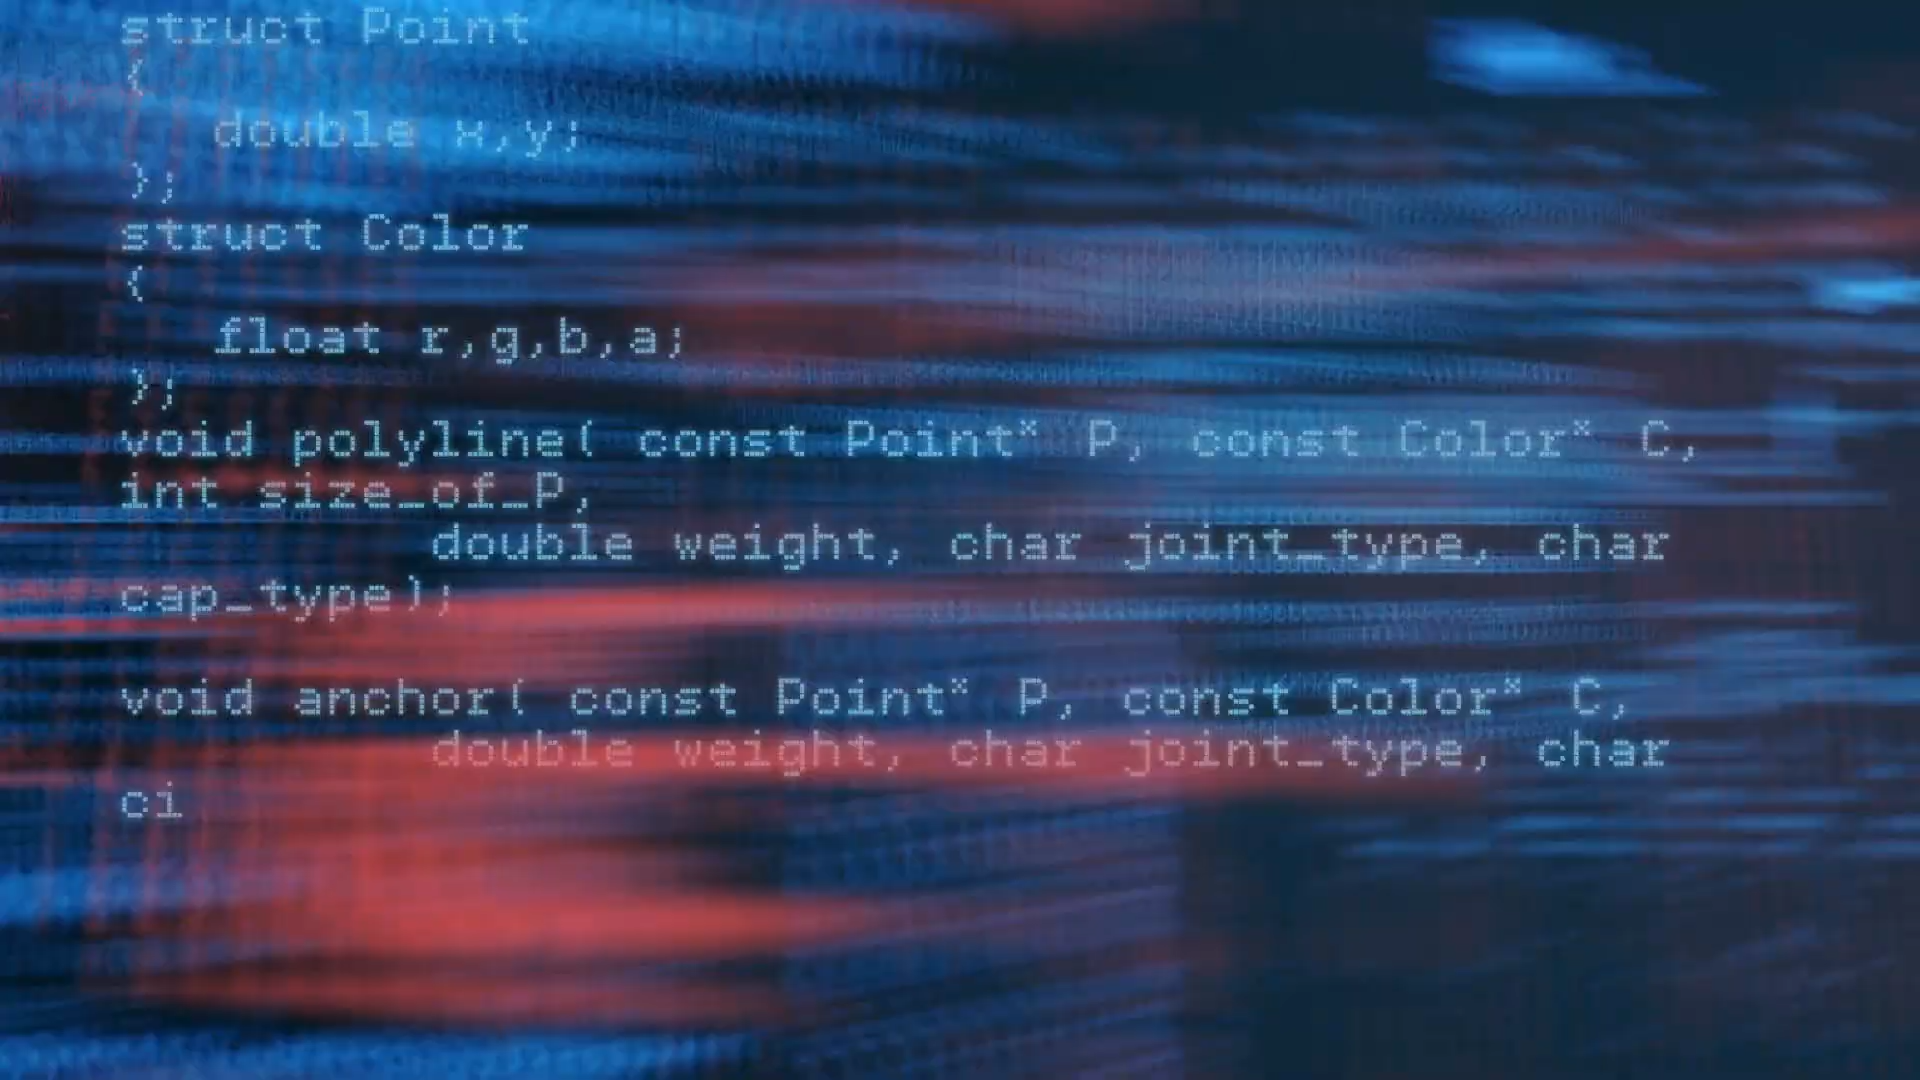 struct Point
{
double x,y;
};
struct Color
{
float r,g,b,a;
};
void polyline( const Point* P, const Color* C,
int size_of_P,
double weight, char joint_type, char
cap_type);
void anchor( const Point* P, const Color* C,
double weight, char joint_type, char
ci